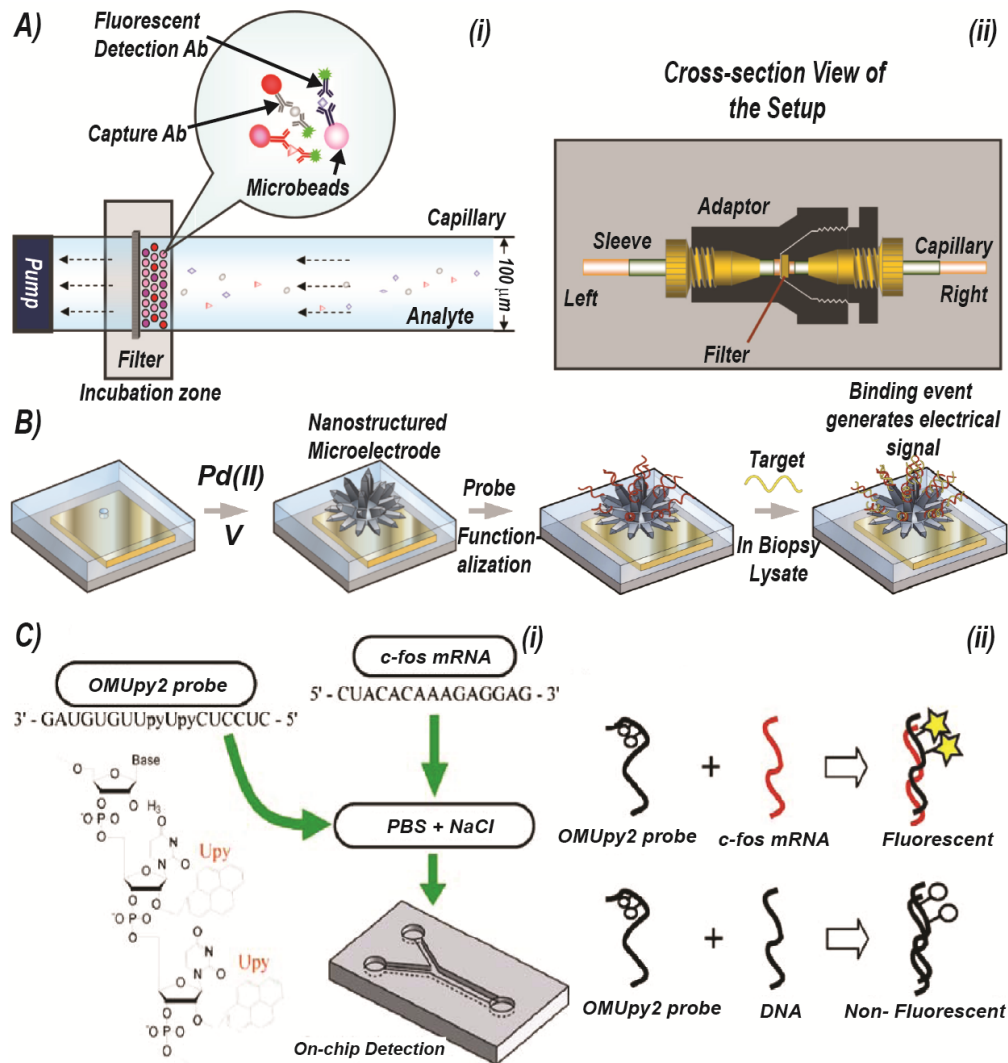 A)
(i)
Fluorescent
Detection Ab
Capture Ab
Microbeads
Capillary
Pump
100 µm
Analyte
Filter
Incubation zone
(ii)
Cross-section View of
the Setup
Adaptor
Sleeve
Capillary
Left
Right
Filter
B)
Pd(II)
V
Nanostructured
Microelectrode
Probe
Function-
alization
Target
In Biopsy
Lysate
Binding event
generates electrical
signal
C)
(i)
OMUpy2 probe
3' - GAUGUGUUpyUpyCUCCUC - 5'
c-fos mRNA
5' - CUACACAAAGAGGAG - 3'
PBS + NaCl
Base
O
O
⁻O P O
O
O
H₃
O
N
N
O
Upy
O
O
⁻O P O
O
O
N
N
O
Upy
O
O
⁻O P O
O
On-chip Detection
(ii)
+
OMUpy2 probe
c-fos mRNA
Fluorescent
+
OMUpy2 probe
DNA
Non- Fluorescent